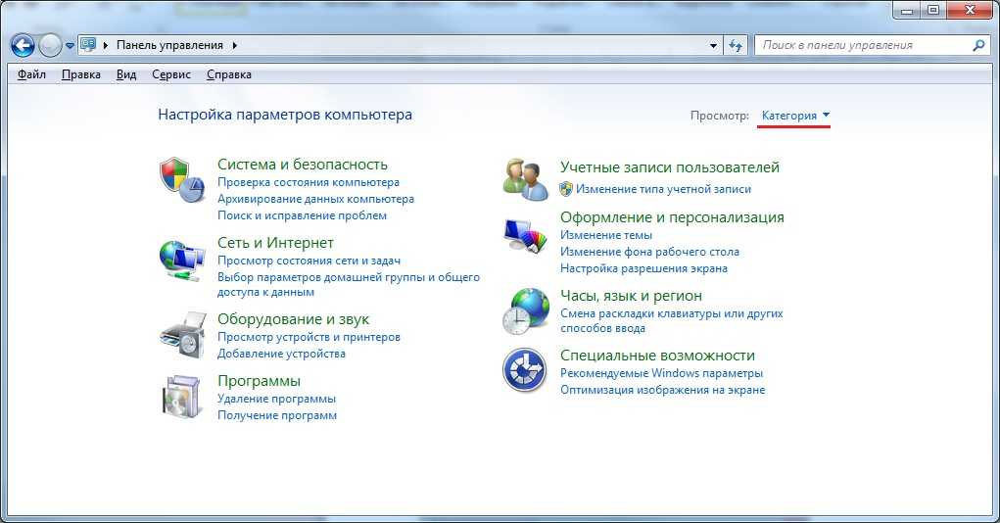 Панель управления
Поиск в панели управления
Файл Правка Вид Сервис Справка
Настройка параметров компьютера
Просмотр: Категория
Система и безопасность
Проверка состояния компьютера
Архивирование данных компьютера
Поиск и исправление проблем
Сеть и Интернет
Просмотр состояния сети и задач
Выбор параметров домашней группы и общего
доступа к данным
Оборудование и звук
Просмотр устройств и принтеров
Добавление устройства
Программы
Удаление программы
Получение программ
Учетные записи пользователей
Изменение типа учетной записи
Оформление и персонализация
Изменение темы
Изменение фона рабочего стола
Настройка разрешения экрана
Часы, язык и регион
Смена раскладки клавиатуры или других
способов ввода
Специальные возможности
Рекомендуемые Windows параметры
Оптимизация изображения на экране